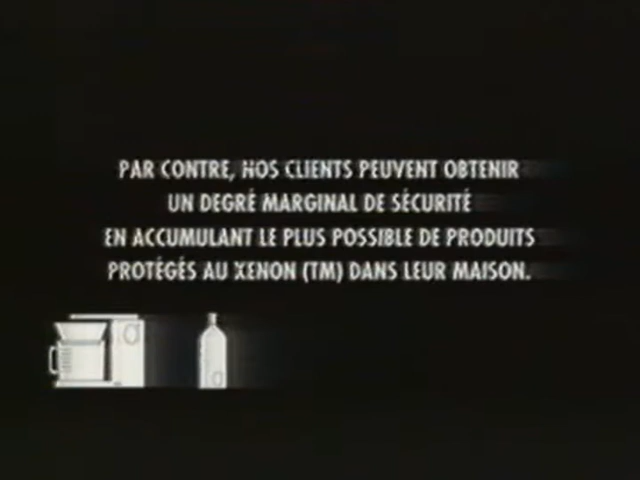 PAR CONTRE, NOS CLIENTS PEUVENT OBTENIR
UN DEGRÉ MARGINAL DE SÉCURITÉ
EN ACCUMULANT LE PLUS POSSIBLE DE PRODUITS
PROTÉGÉS AU XENON (TM) DANS LEUR MAISON.